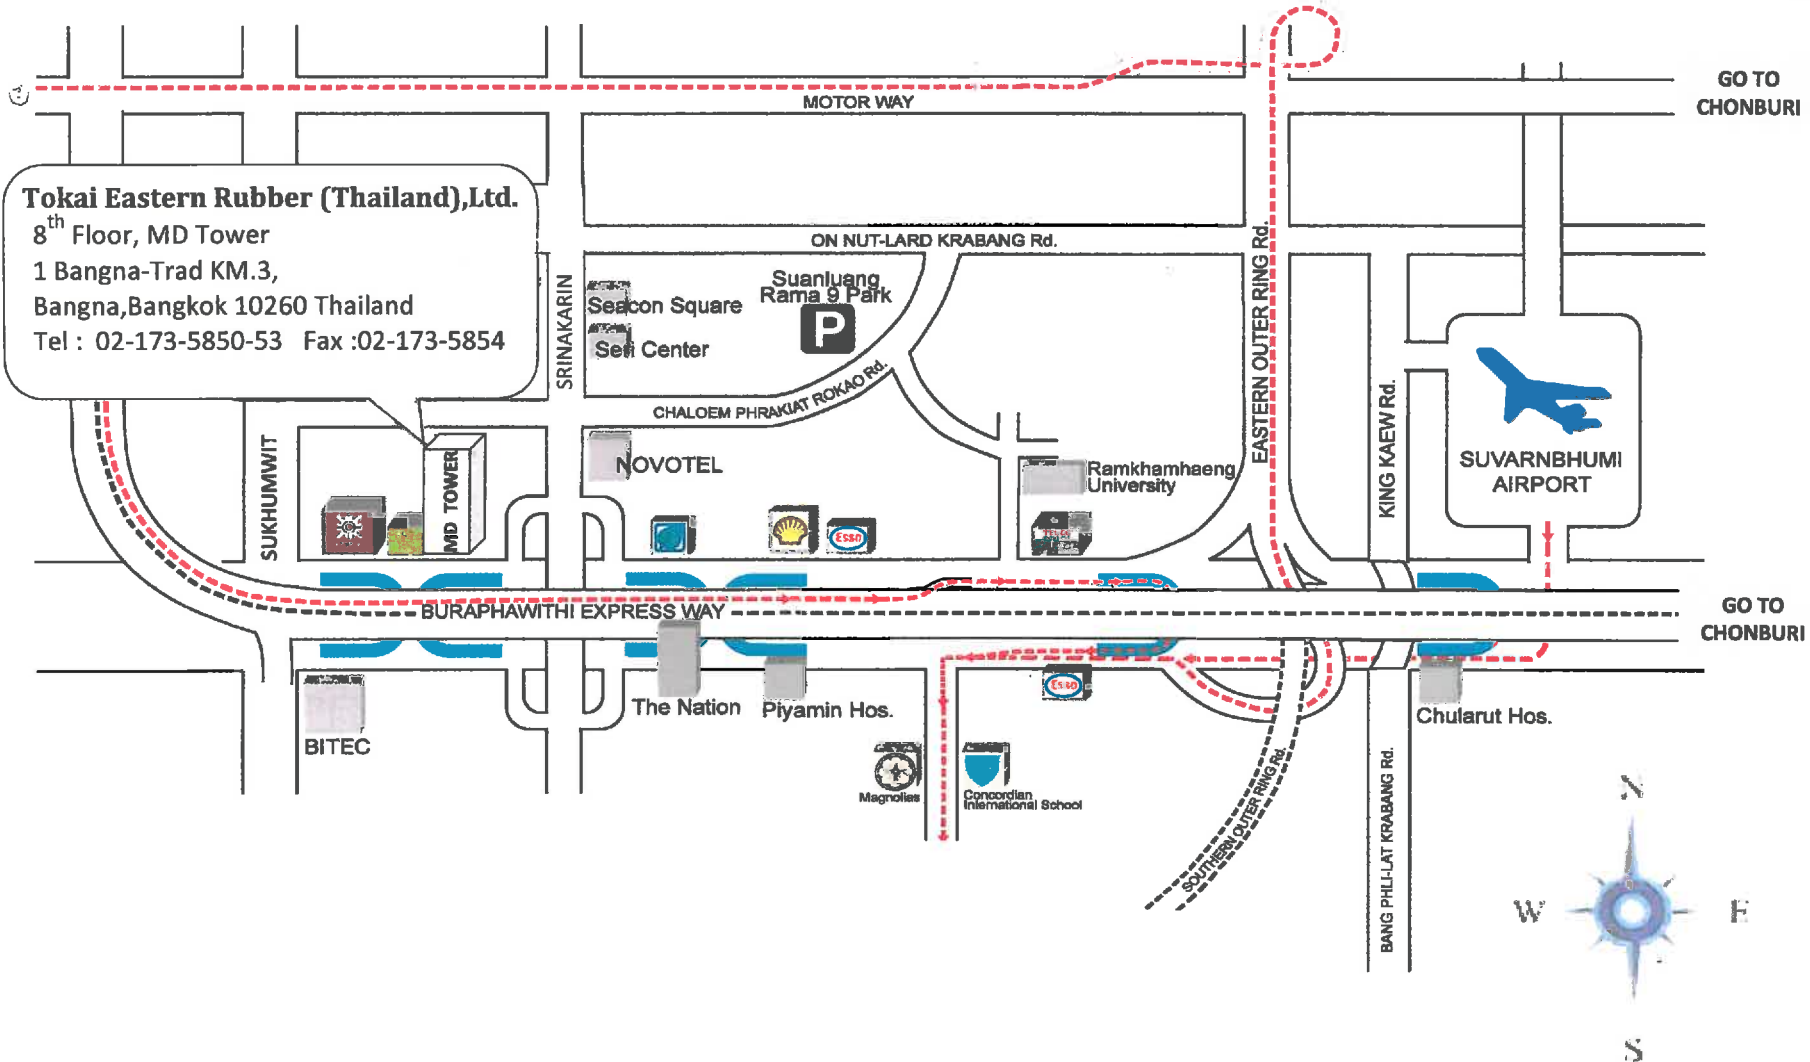 GO TO
CHONBURI
MOTOR WAY
Tokai Eastern Rubber (Thailand),Ltd.
8th Floor, MD Tower
1 Bangna-Trad KM.3,
Bangna,Bangkok 10260 Thailand
Tel : 02-173-5850-53 Fax :02-173-5854
ON NUT-LARD KRABANG Rd.
EASTERN OUTER RING Rd.
SRINAKARIN
Suanluang
Rama 9 Park
P
Seacon Square
Seri Center
CHALOEM PHRAKIAT ROKAO Rd.
KING KAEW Rd.
SUVARNBHUMI
AIRPORT
SUKHUMWIT
MD TOWER
NOVOTEL
Ramkhamhaeng
University
Esso
BURAPHAWITHI EXPRESS WAY
GO TO
CHONBURI
Esso
The Nation
Piyamin Hos.
Chularut Hos.
BITEC
Magnolias
Concordian
International School
SOUTHERN OUTER RING Rd.
BANG PHLI-LAT KRABANG Rd.
N
W
E
S